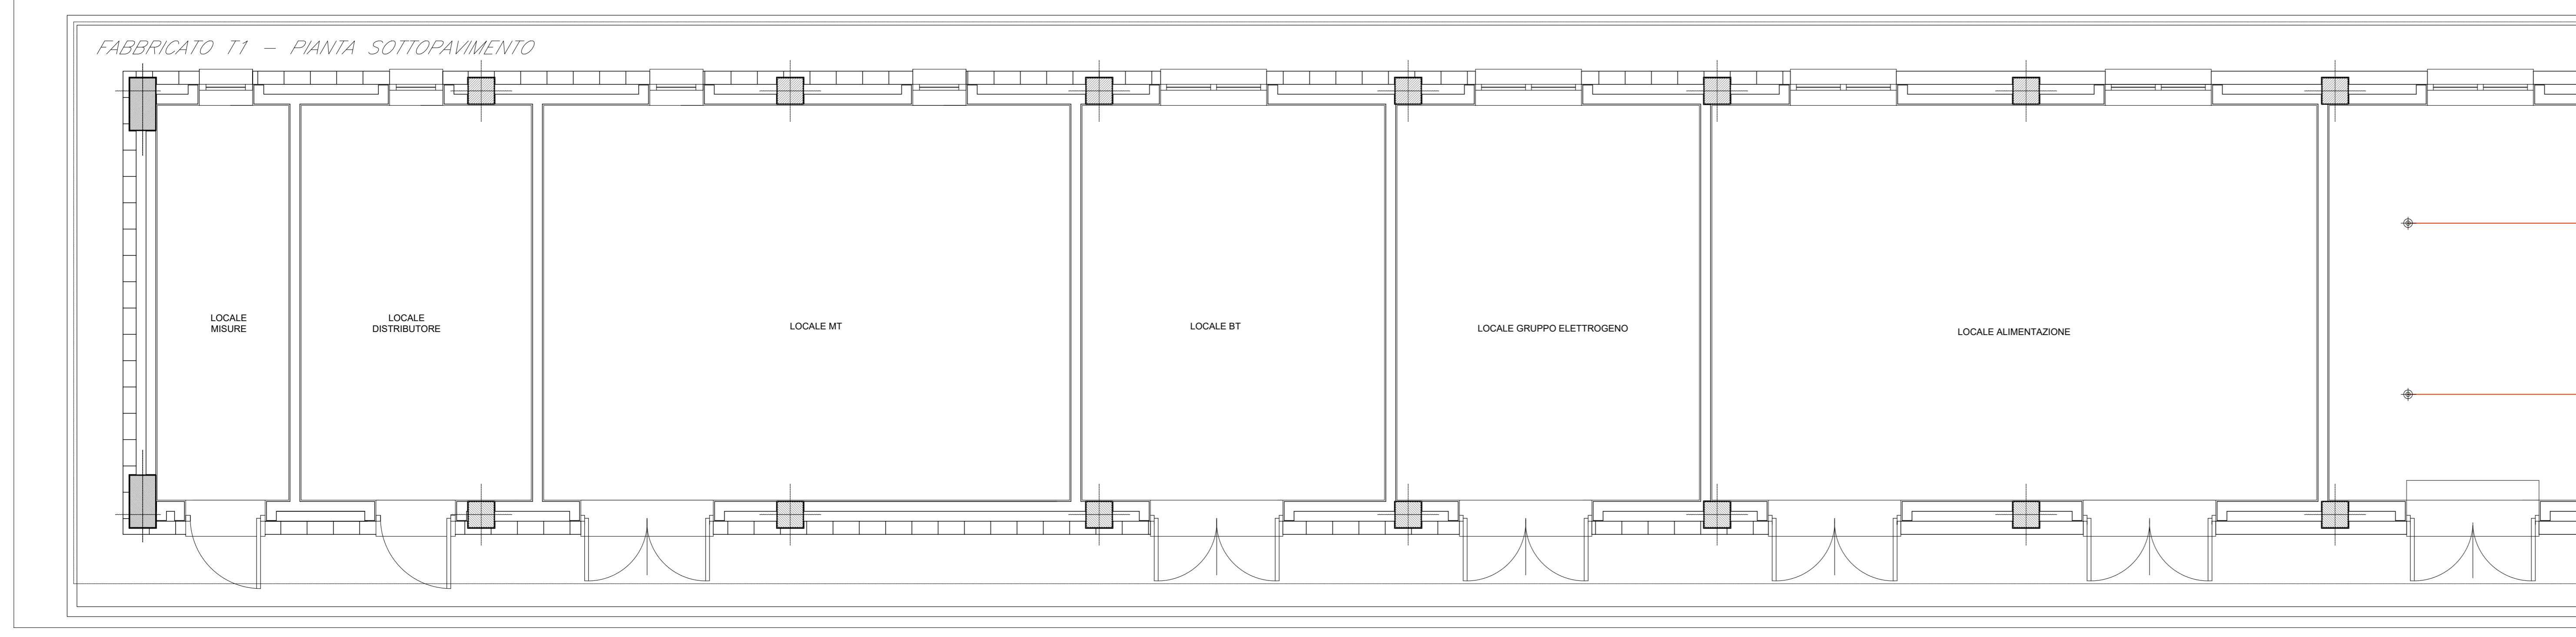 FABBRICATO T1 – PIANTA SOTTOPAVIMENTO
LOCALE
MISURE
LOCALE
DISTRIBUTORE
LOCALE MT
LOCALE BT
LOCALE GRUPPO ELETTROGENO
LOCALE ALIMENTAZIONE